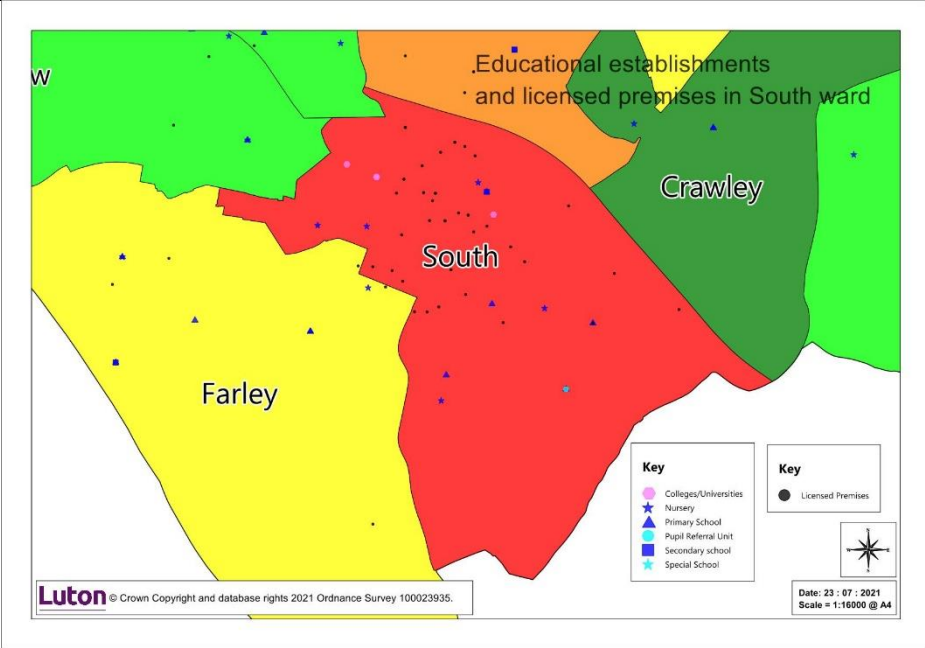 w
Educational establishments
and licensed premises in South ward
Crawley
South
Farley
Key
Colleges/Universities
Nursery
Primary School
Pupil Referral Unit
Secondary school
Special School
Key
Licensed Premises
N
Luton © Crown Copyright and database rights 2021 Ordnance Survey 100023935.
Date: 23 : 07 : 2021
Scale = 1:16000 @ A4